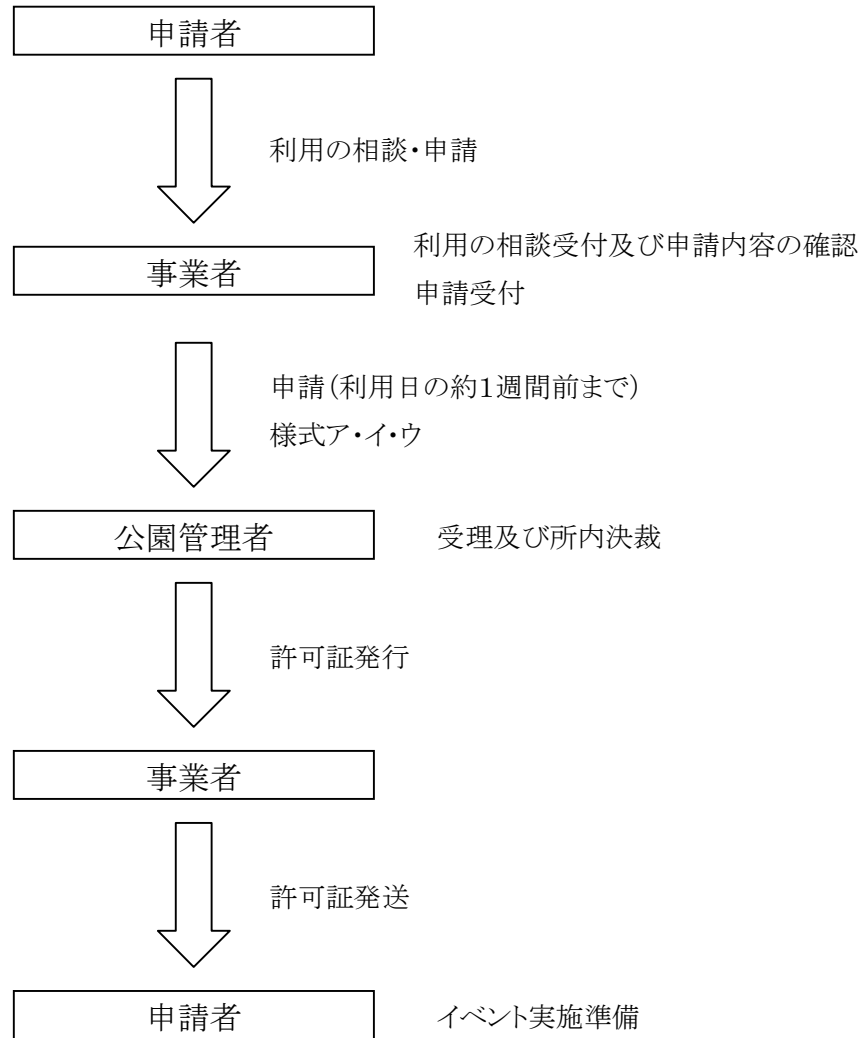 申請者
利用の相談・申請
事業者
利用の相談受付及び申請内容の確認
申請受付
申請（利用日の約1週間前まで）
様式ア・イ・ウ
公園管理者
受理及び所内決裁
許可証発行
事業者
許可証発送
申請者
イベント実施準備